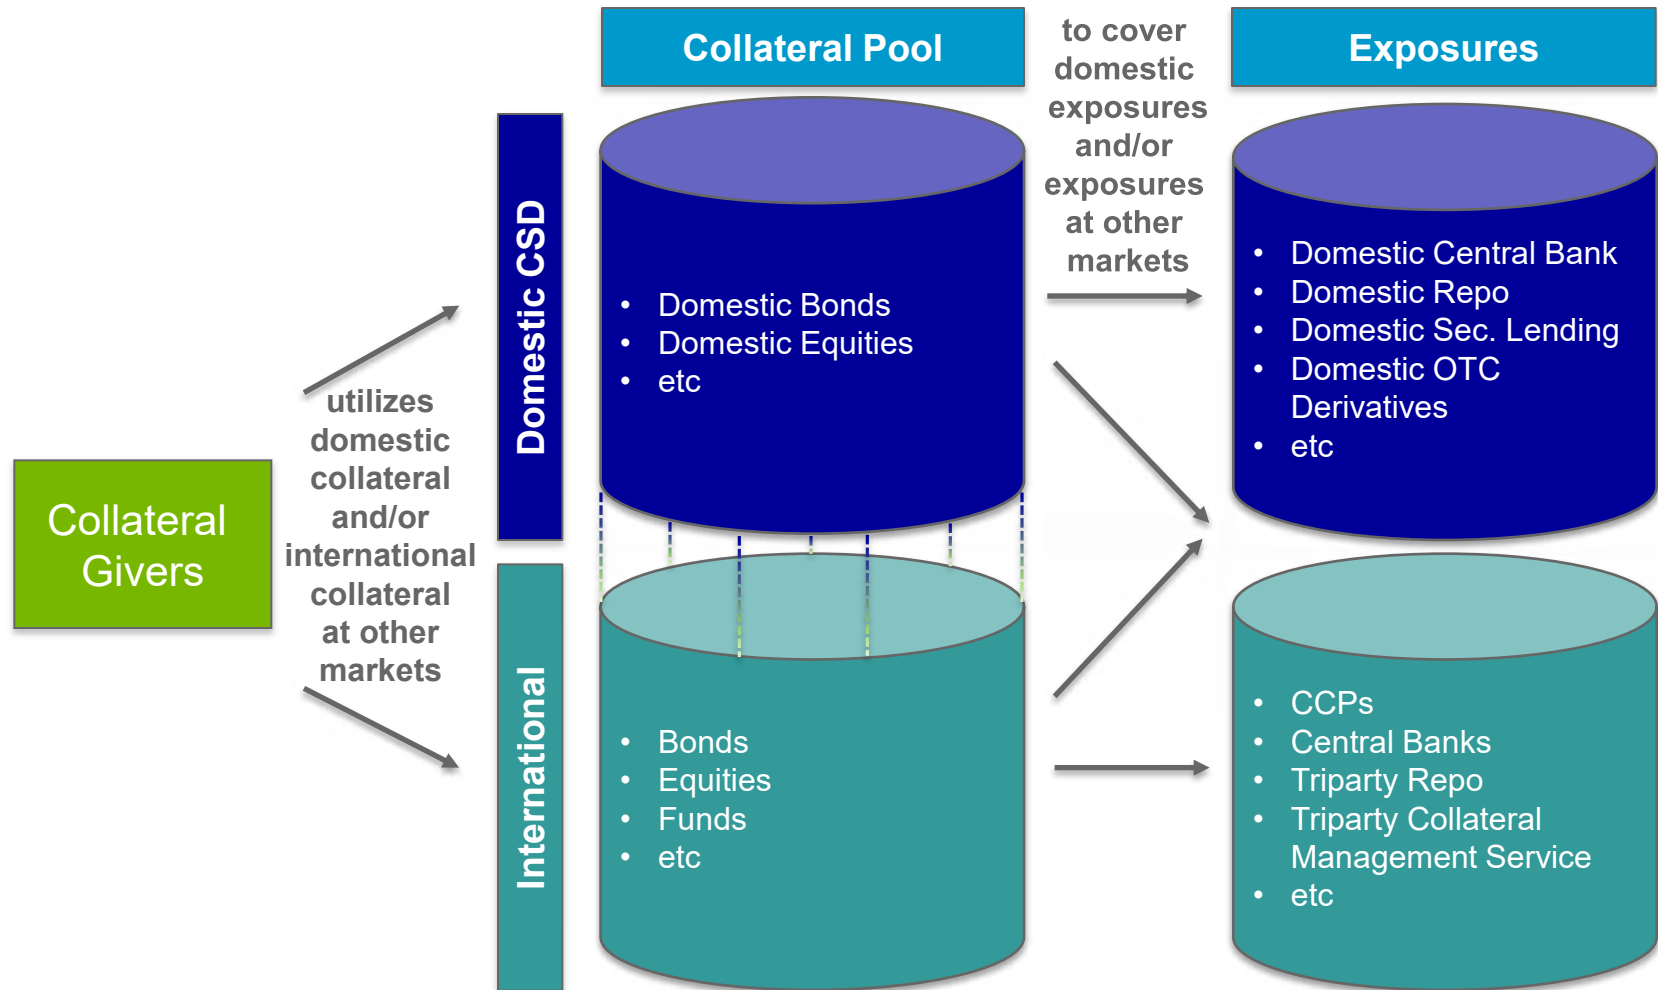 Collateral Pool
to cover
domestic
exposures
and/or
exposures
at other
markets
Exposures
Collateral
Givers
utilizes
domestic
collateral
and/or
international
collateral
at other
markets
Domestic CSD
• Domestic Bonds
• Domestic Equities
• etc
• Domestic Central Bank
• Domestic Repo
• Domestic Sec. Lending
• Domestic OTC
Derivatives
• etc
International
• Bonds
• Equities
• Funds
• etc
• CCPs
• Central Banks
• Triparty Repo
• Triparty Collateral
Management Service
• etc